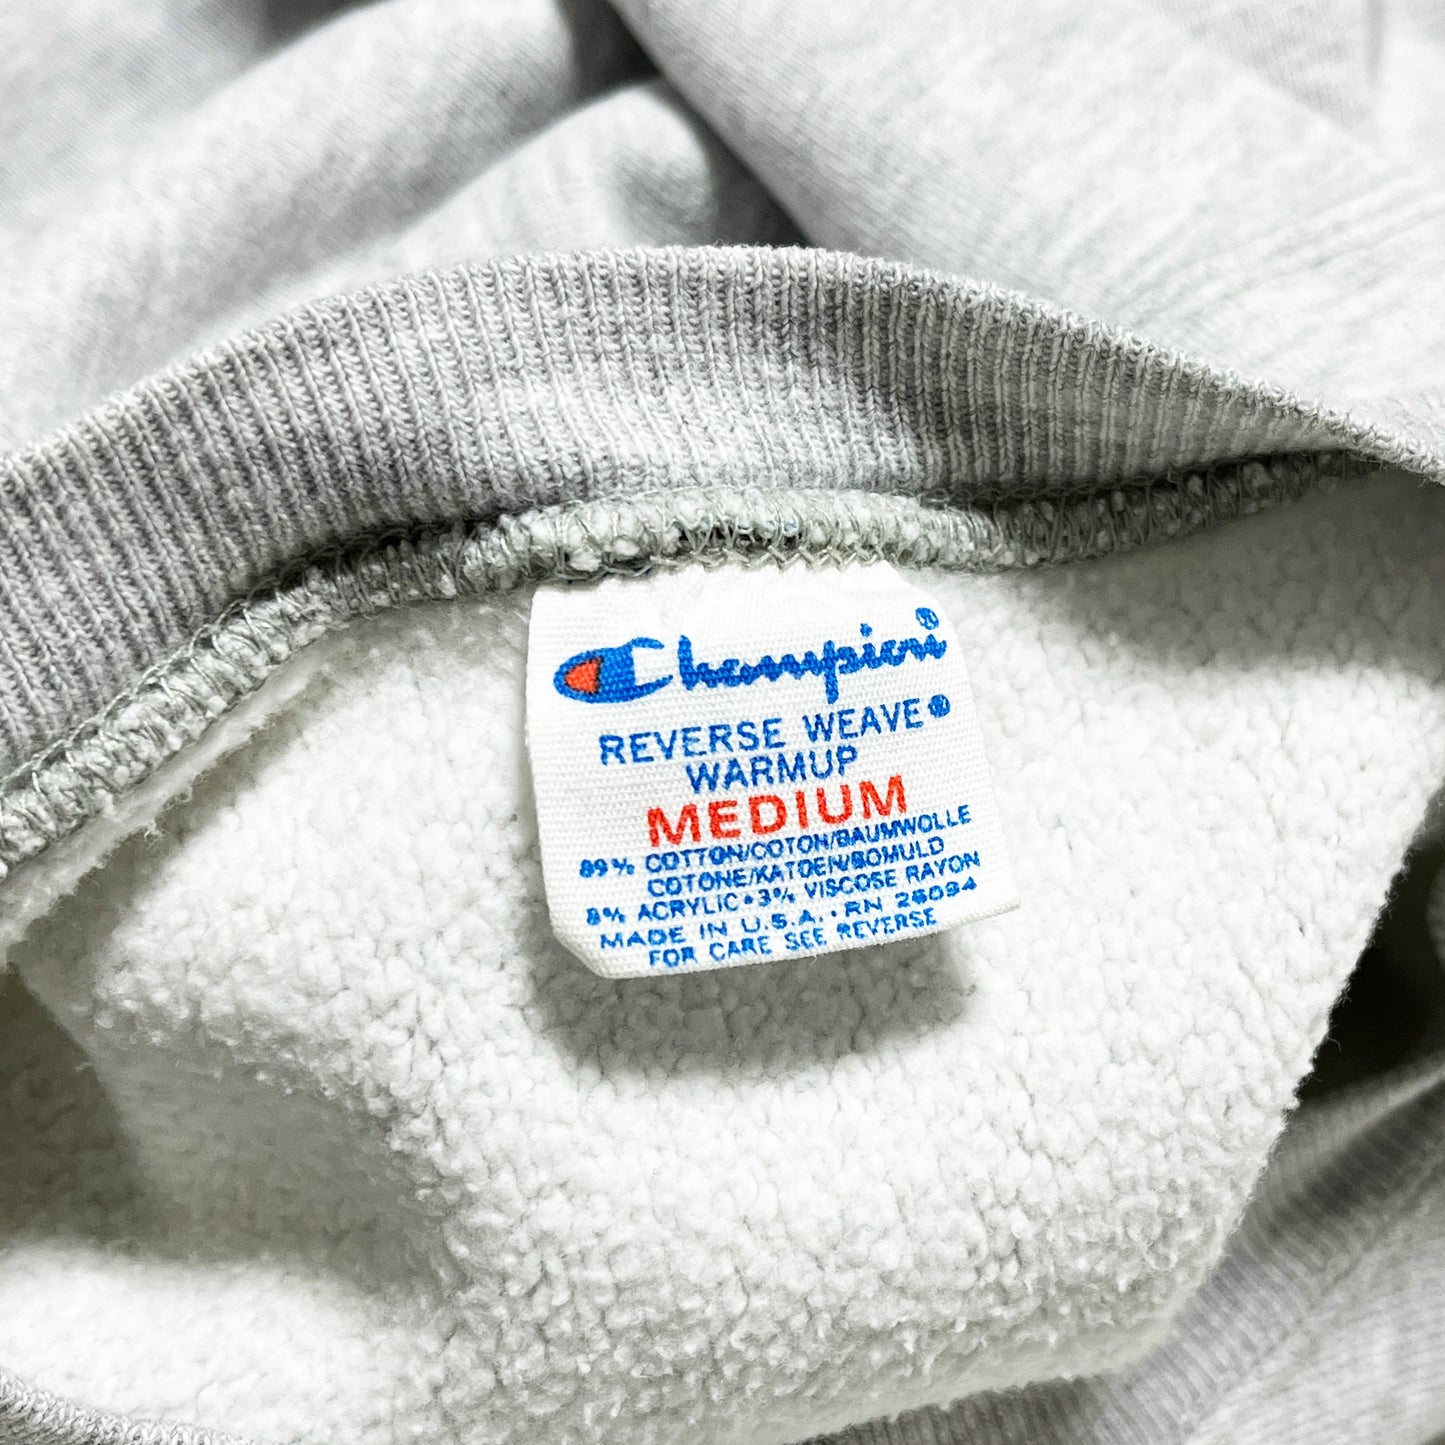 Champion®
REVERSE WEAVE®
WARMUP
MEDIUM
89% COTTON/COTON/BAUMWOLLE
COTONE/KATOEN/BOMULD
8% ACRYLIC•3% VISCOSE RAYON
MADE IN U.S.A.•RN 26094
FOR CARE SEE REVERSE